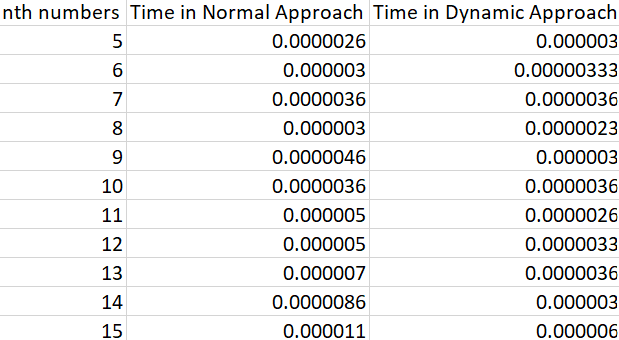 nth numbers Time in Normal Approach Time in Dynamic Approach
5 0.0000026 0.000003
6 0.000003 0.00000333
7 0.0000036 0.0000036
8 0.000003 0.0000023
9 0.0000046 0.000003
10 0.0000036 0.0000036
11 0.000005 0.0000026
12 0.000005 0.0000033
13 0.000007 0.0000036
14 0.0000086 0.000003
15 0.000011 0.000006